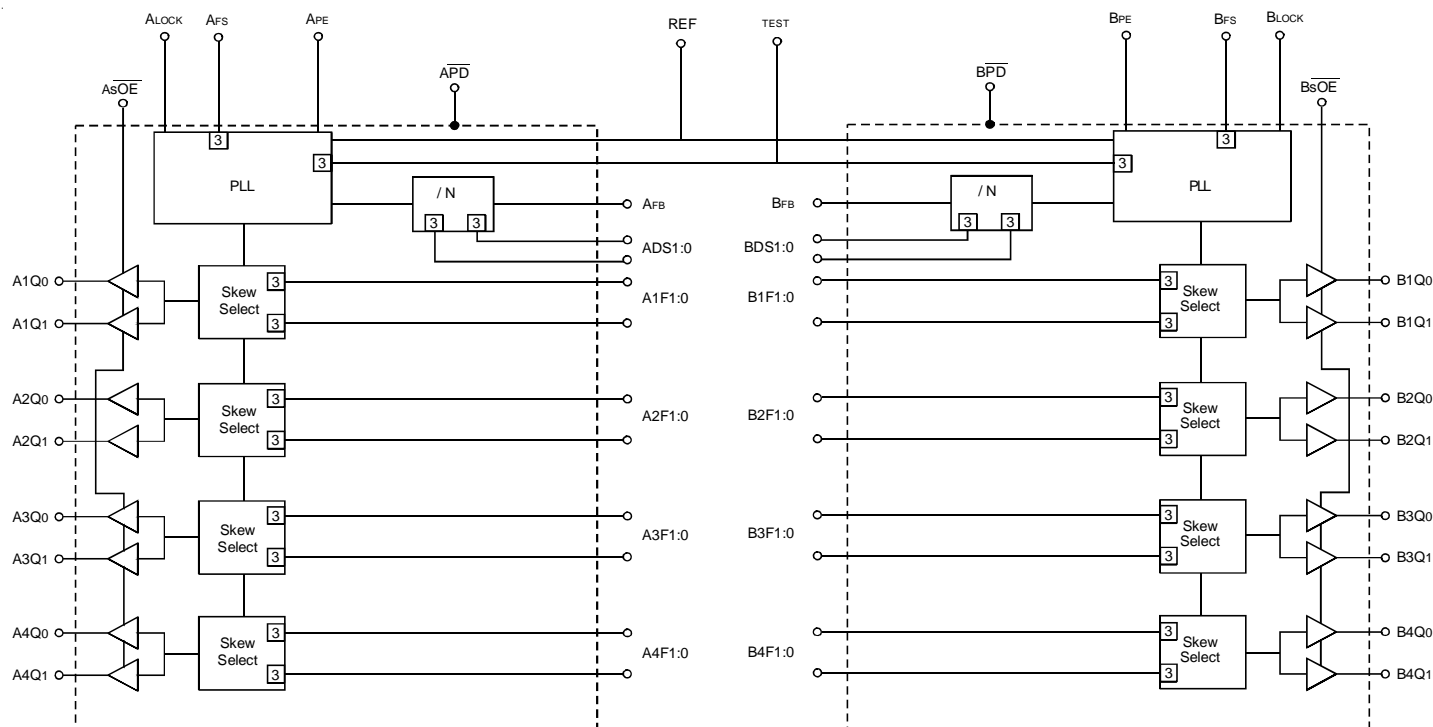 ALOCK AFS APE REF TEST BPE BFS BLOCK
AsOE APD BPD BsOE
3 3
3 3
PLL / N / N PLL
AFB BFB
3 3 3 3
ADS1:0 BDS1:0
A1Q0 3 3 B1Q0
Skew Select A1F1:0 B1F1:0 Skew Select
A1Q1 3 3 B1Q1
A2Q0 3 3 B2Q0
Skew Select A2F1:0 B2F1:0 Skew Select
A2Q1 3 3 B2Q1
A3Q0 3 3 B3Q0
Skew Select A3F1:0 B3F1:0 Skew Select
A3Q1 3 3 B3Q1
A4Q0 3 3 B4Q0
Skew Select A4F1:0 B4F1:0 Skew Select
A4Q1 3 3 B4Q1